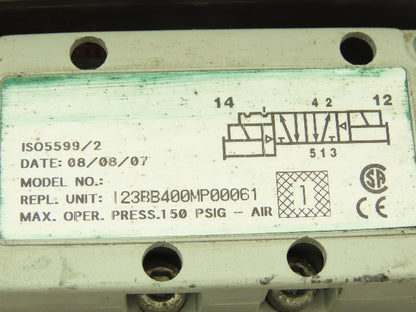 14 4 2 12
5 1 3
ISO5599/2
DATE: 08/08/07
MODEL NO.:
REPL. UNIT: I23BB400MP00061
MAX. OPER. PRESS.150 PSIG - AIR
1
SA
CE